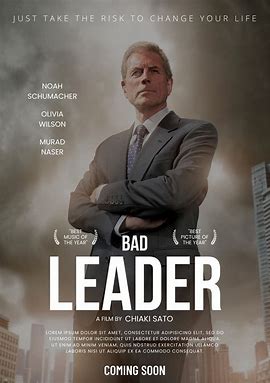 JUST TAKE THE RISK TO CHANGE YOUR LIFE
NOAH
SCHUMACHER
OLIVIA
WILSON
MURAD
NASER
"BEST
MUSIC OF
THE YEAR"
"BEST
PICTURE OF
THE YEAR"
BAD
LEADER
A FILM BY CHIAKI SATO
LOREM IPSUM DOLOR SIT AMET, CONSECTETUR ADIPISCING ELIT, SED DO
EIUSMOD TEMPOR INCIDIDUNT UT LABORE ET DOLORE MAGNA ALIQUA.
UT ENIM AD MINIM VENIAM, QUIS NOSTRUD EXERCITATION ULLAMCO
LABORIS NISI UT ALIQUIP EX EA COMMODO CONSEQUAT
COMING SOON